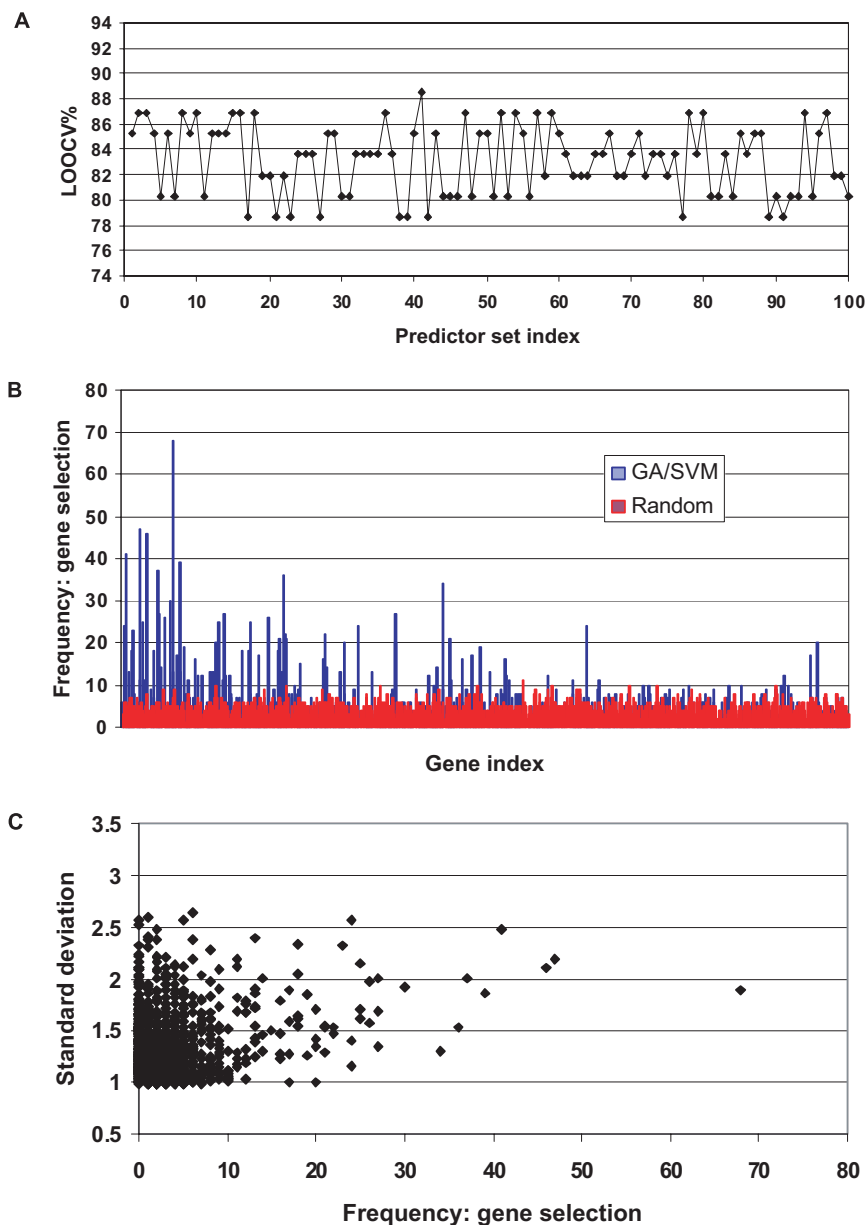 A
94
92
90
88
86
84
82
80
78
76
74
LOOCV%
0 10 20 30 40 50 60 70 80 90 100
Predictor set index
B
80
70
60
50
40
30
20
10
0
Frequency: gene selection
GA/SVM
Random
Gene index
C
3.5
3
2.5
2
1.5
1
0.5
Standard deviation
0 10 20 30 40 50 60 70 80
Frequency: gene selection